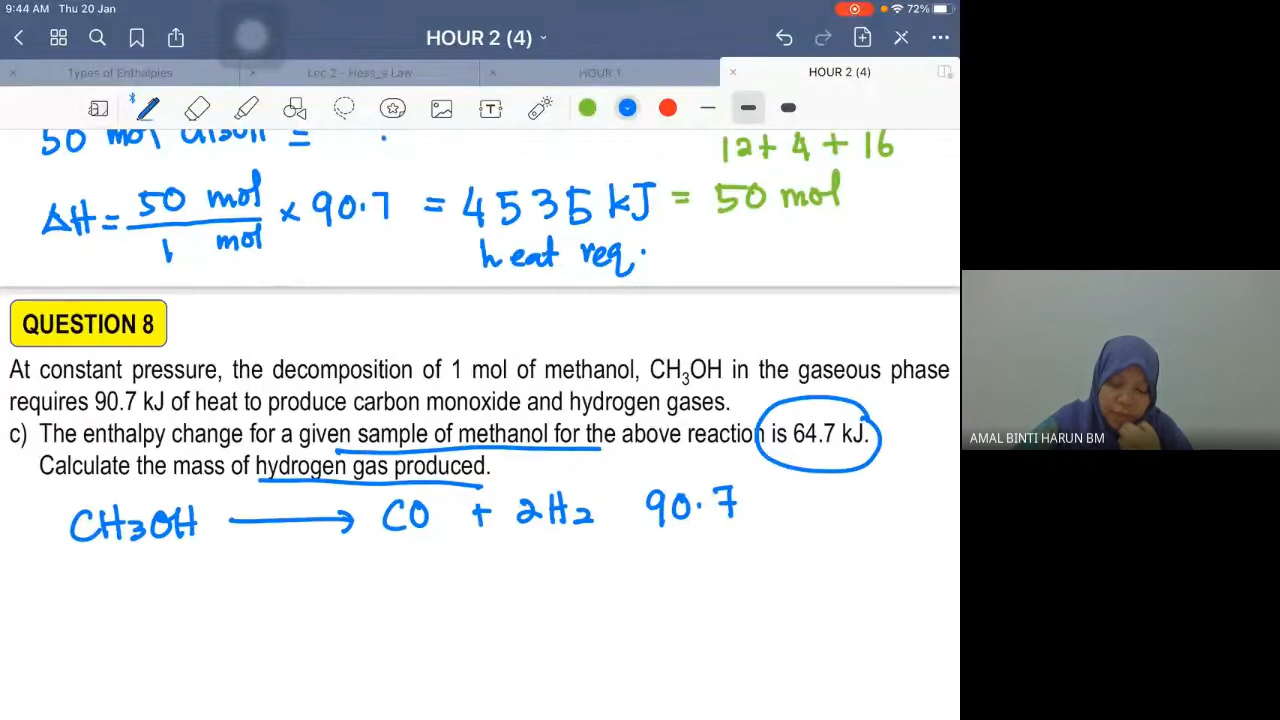 9:44 AM Thu 20 Jan
72%
HOUR 2 (4)
Types of Enthalpies
Lec 2 - Hess_s Law
HOUR 1
HOUR 2 (4)
50 mol =
12 + 4 + 16
ΔH = 50 mol / 1 mol × 90.7 = 4535 kJ = 50 mol
heat req.
QUESTION 8
At constant pressure, the decomposition of 1 mol of methanol, CH₃OH in the gaseous phase
requires 90.7 kJ of heat to produce carbon monoxide and hydrogen gases.
c) The enthalpy change for a given sample of methanol for the above reaction is 64.7 kJ.
Calculate the mass of hydrogen gas produced.
CH₃OH ⟶ CO + 2H₂ 90.7
AMAL BINTI HARUN BM